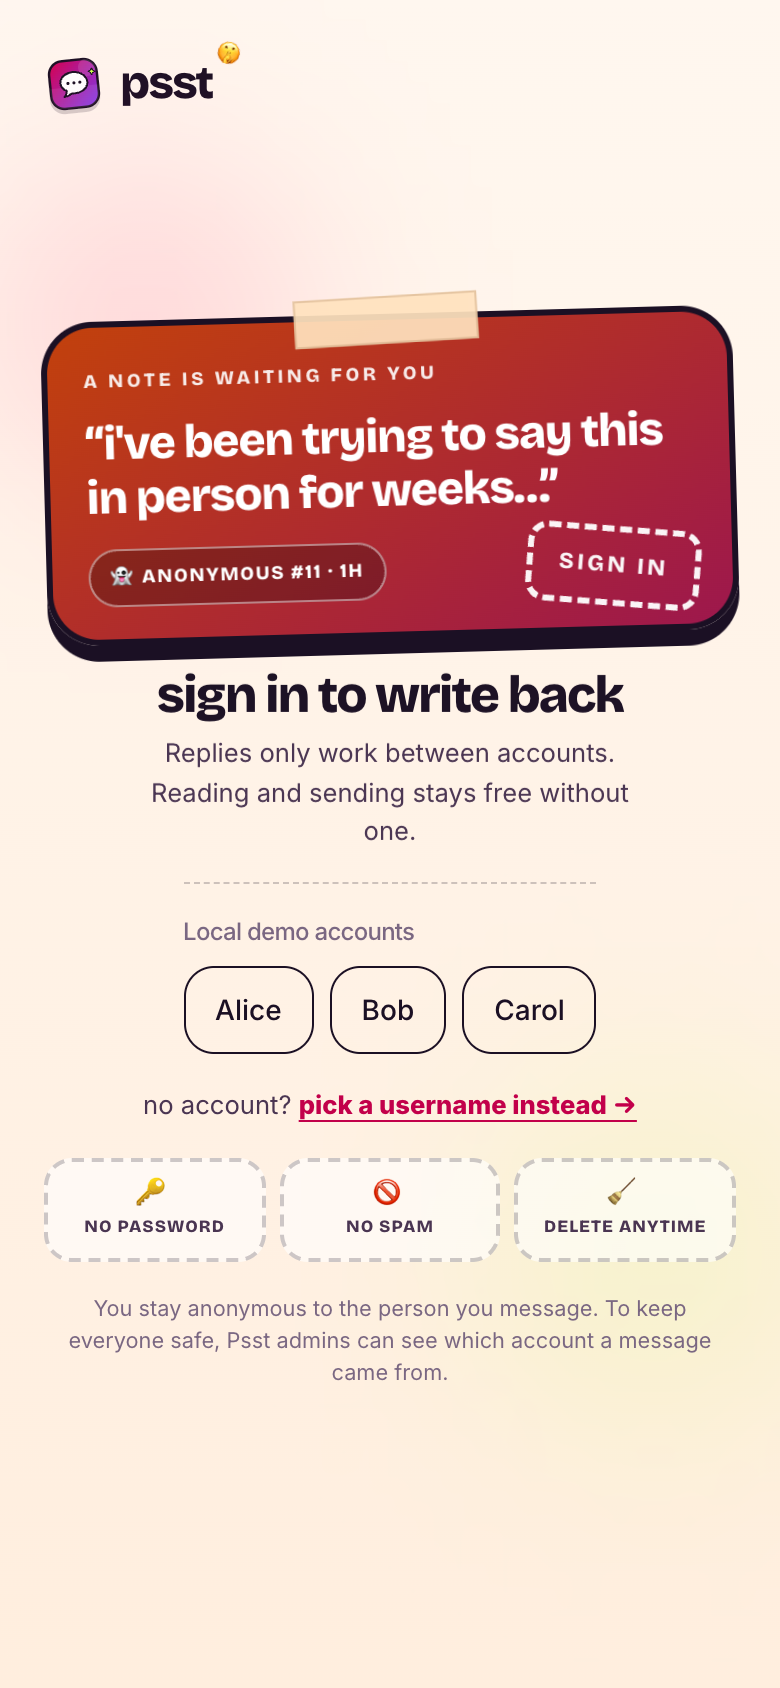 psst
A NOTE IS WAITING FOR YOU
“i've been trying to say this
in person for weeks...”
ANONYMOUS #11 · 1H
SIGN IN
sign in to write back
Replies only work between accounts.
Reading and sending stays free without
one.
Local demo accounts
Alice
Bob
Carol
no account? pick a username instead →
NO PASSWORD
NO SPAM
DELETE ANYTIME
You stay anonymous to the person you message. To keep
everyone safe, Psst admins can see which account a message
came from.